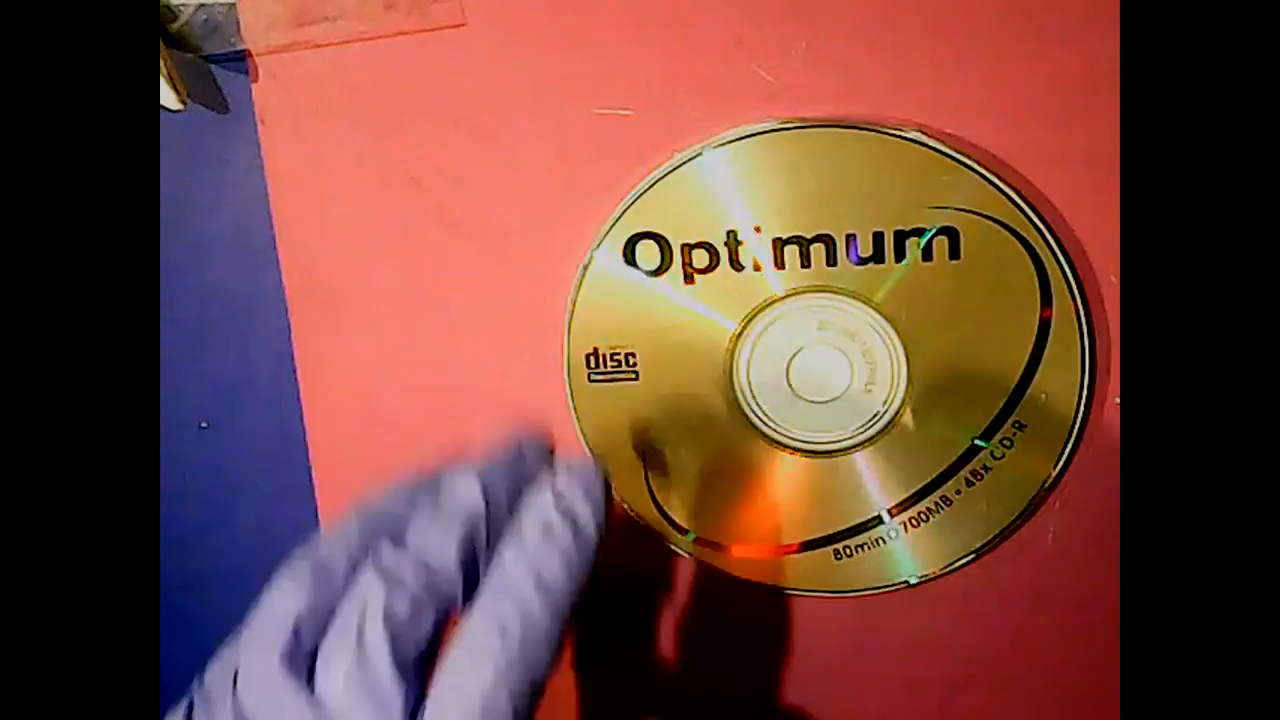 Optimum
disc
80min • 700MB • 48x CD-R